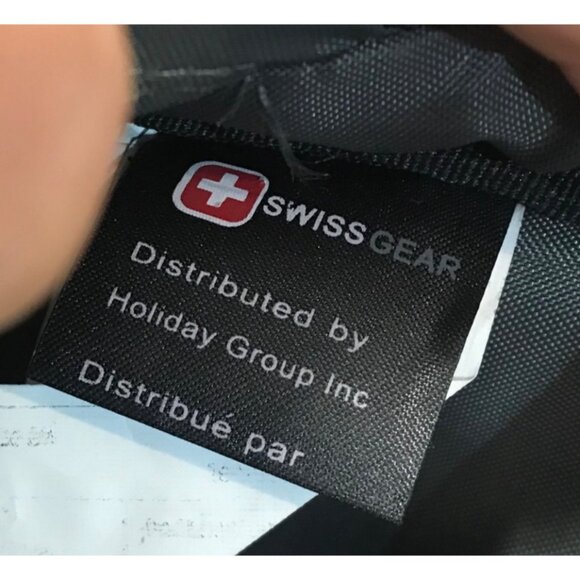 SWISSGEAR
Distributed by
Holiday Group Inc
Distribué par